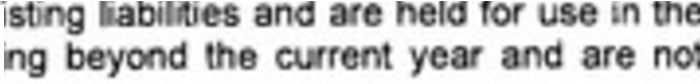 isting liabilities and are held for use in the
ing beyond the current year and are not